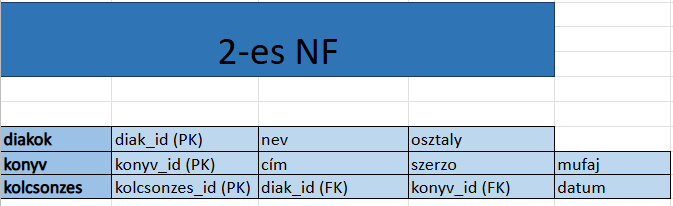 2-es NF
diakok diak_id (PK) nev osztaly
konyv konyv_id (PK) cím szerzo mufaj
kolcsonzes kolcsonzes_id (PK) diak_id (FK) konyv_id (FK) datum